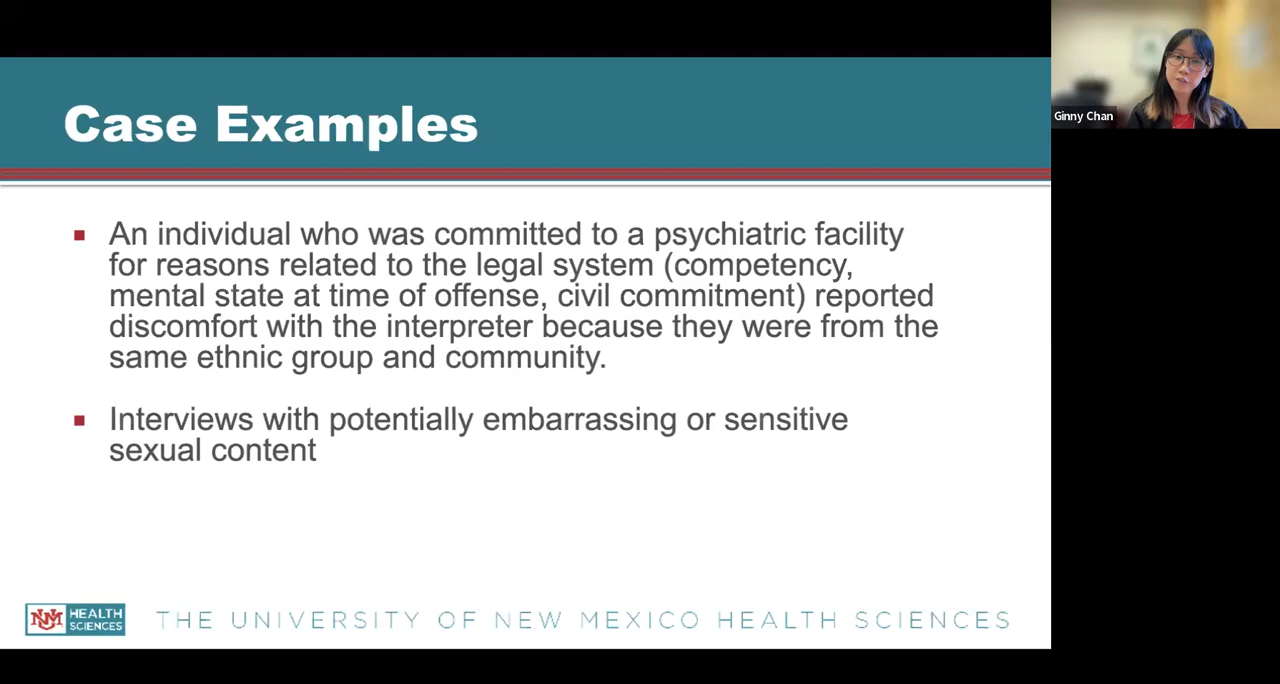 Case Examples
Ginny Chan
An individual who was committed to a psychiatric facility
for reasons related to the legal system (competency,
mental state at time of offense, civil commitment) reported
discomfort with the interpreter because they were from the
same ethnic group and community.
Interviews with potentially embarrassing or sensitive
sexual content
UNM HEALTH
SCIENCES
THE UNIVERSITY OF NEW MEXICO HEALTH SCIENCES